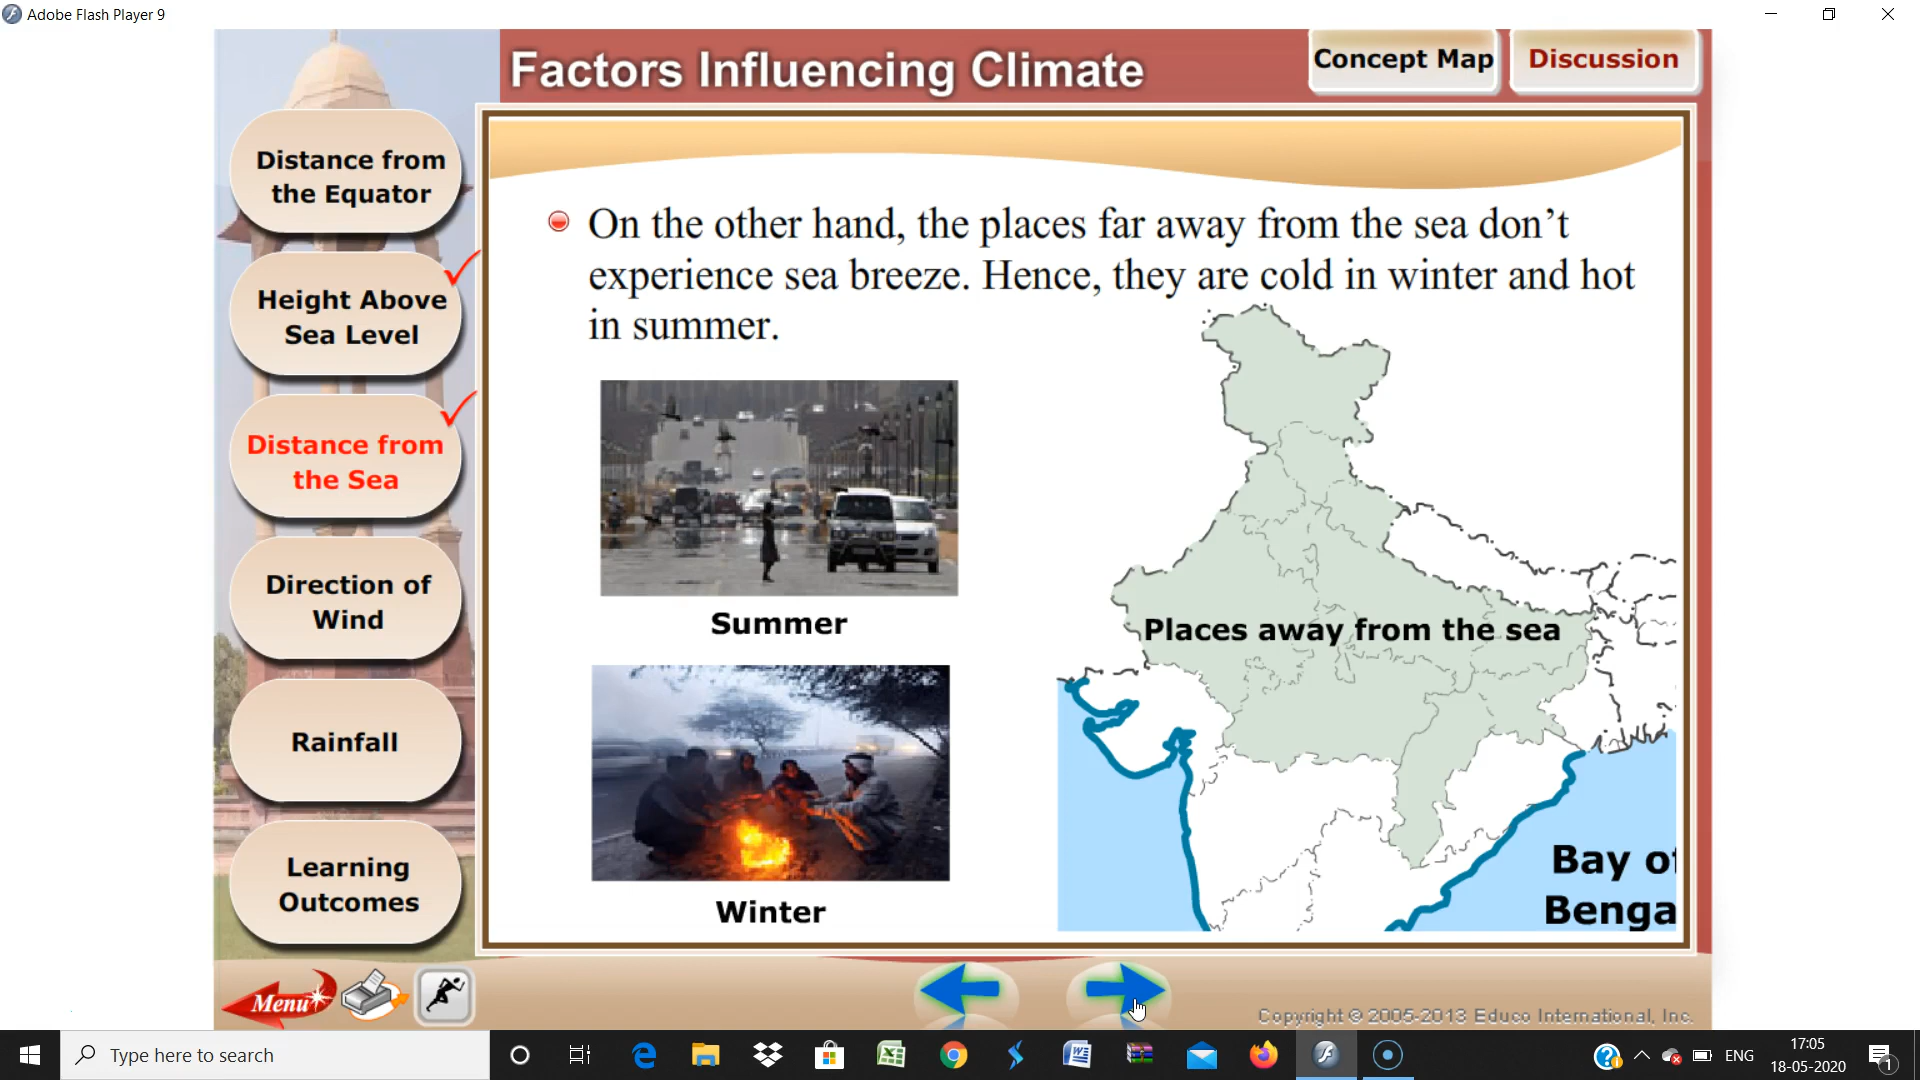 Adobe Flash Player 9
Factors Influencing Climate
Concept Map
Discussion
Distance from
the Equator
Height Above
Sea Level
Distance from
the Sea
Direction of
Wind
Rainfall
Learning
Outcomes
On the other hand, the places far away from the sea don't
experience sea breeze. Hence, they are cold in winter and hot
in summer.
Summer
Winter
Places away from the sea
Bay of
Benga
Menu
Copyright © 2005-2013 Educo International, Inc.
Type here to search
ENG
17:05
18-05-2020
1